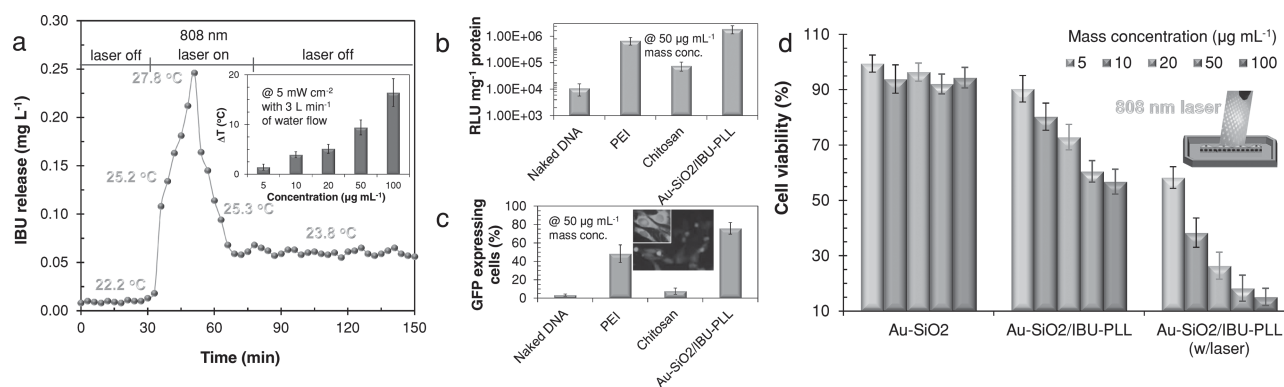 a
808 nm
laser off
laser on
laser off
27.8 °C
25.2 °C
25.3 °C
23.8 °C
22.2 °C
0.30
0.25
0.20
0.15
0.10
0.05
0.00
IBU release (mg L-1)
0
30
60
90
120
150
Time (min)
@ 5 mW cm-2
with 3 L min-1
of water flow
ΔT (°C)
20
10
0
5
10
20
50
100
Concentration (µg mL-1)
b
RLU mg-1 protein
1.00E+06
1.00E+05
1.00E+04
1.00E+03
@ 50 µg mL-1
mass conc.
Naked DNA
PEI
Chitosan
Au-SiO2/IBU-PLL
c
GFP expressing
cells (%)
100
80
60
40
20
0
@ 50 µg mL-1
mass conc.
Naked DNA
PEI
Chitosan
Au-SiO2/IBU-PLL
d
Cell viability (%)
110
90
70
50
30
10
Mass concentration (µg mL-1)
5 10 20 50 100
808 nm laser
Au-SiO2
Au-SiO2/IBU-PLL
Au-SiO2/IBU-PLL
(w/laser)